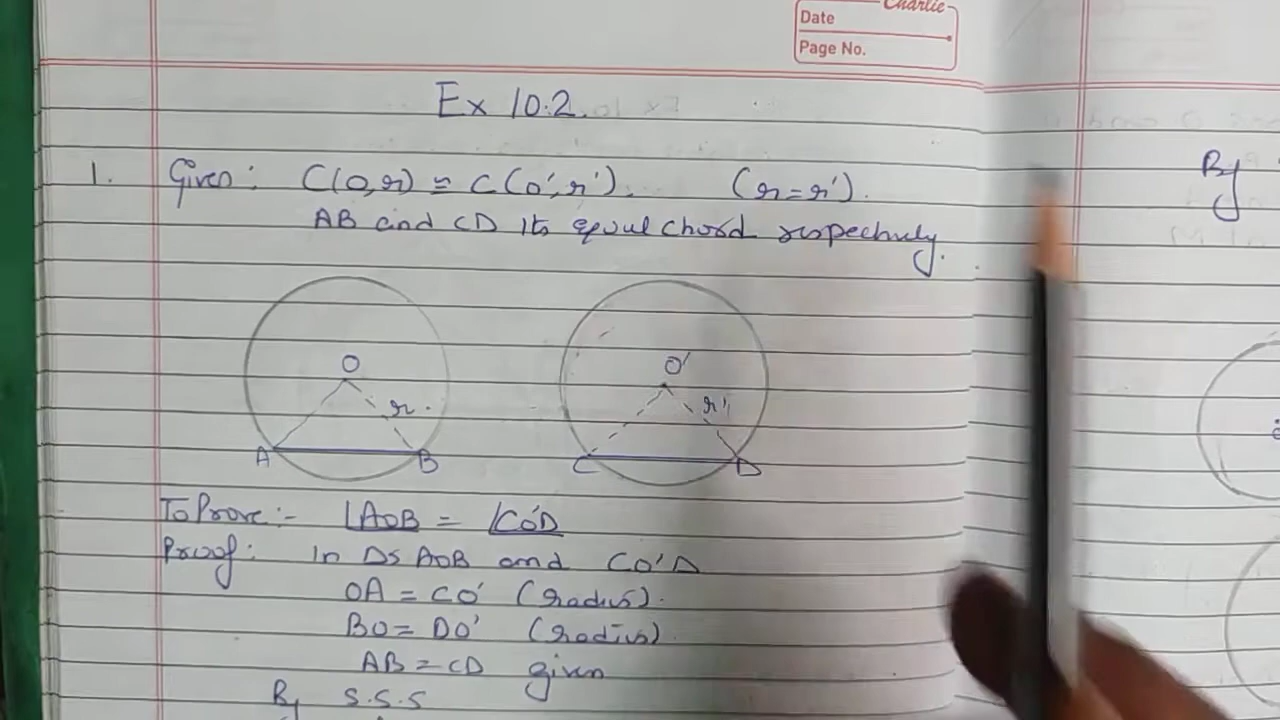 Charlie
Date
Page No.
Ex 10.2.
1. Given: C(O,r) ≅ C(O',r'). (r=r').
AB and CD its equal chord respectively.
O
r.
A
B
O'
r'
C
D
To Prove:- ∠AOB = ∠CO'D
Proof: In Δs AOB and CO'D
OA = CO' (radius).
BO = DO' (radius).
AB = CD given
By S.S.S
By